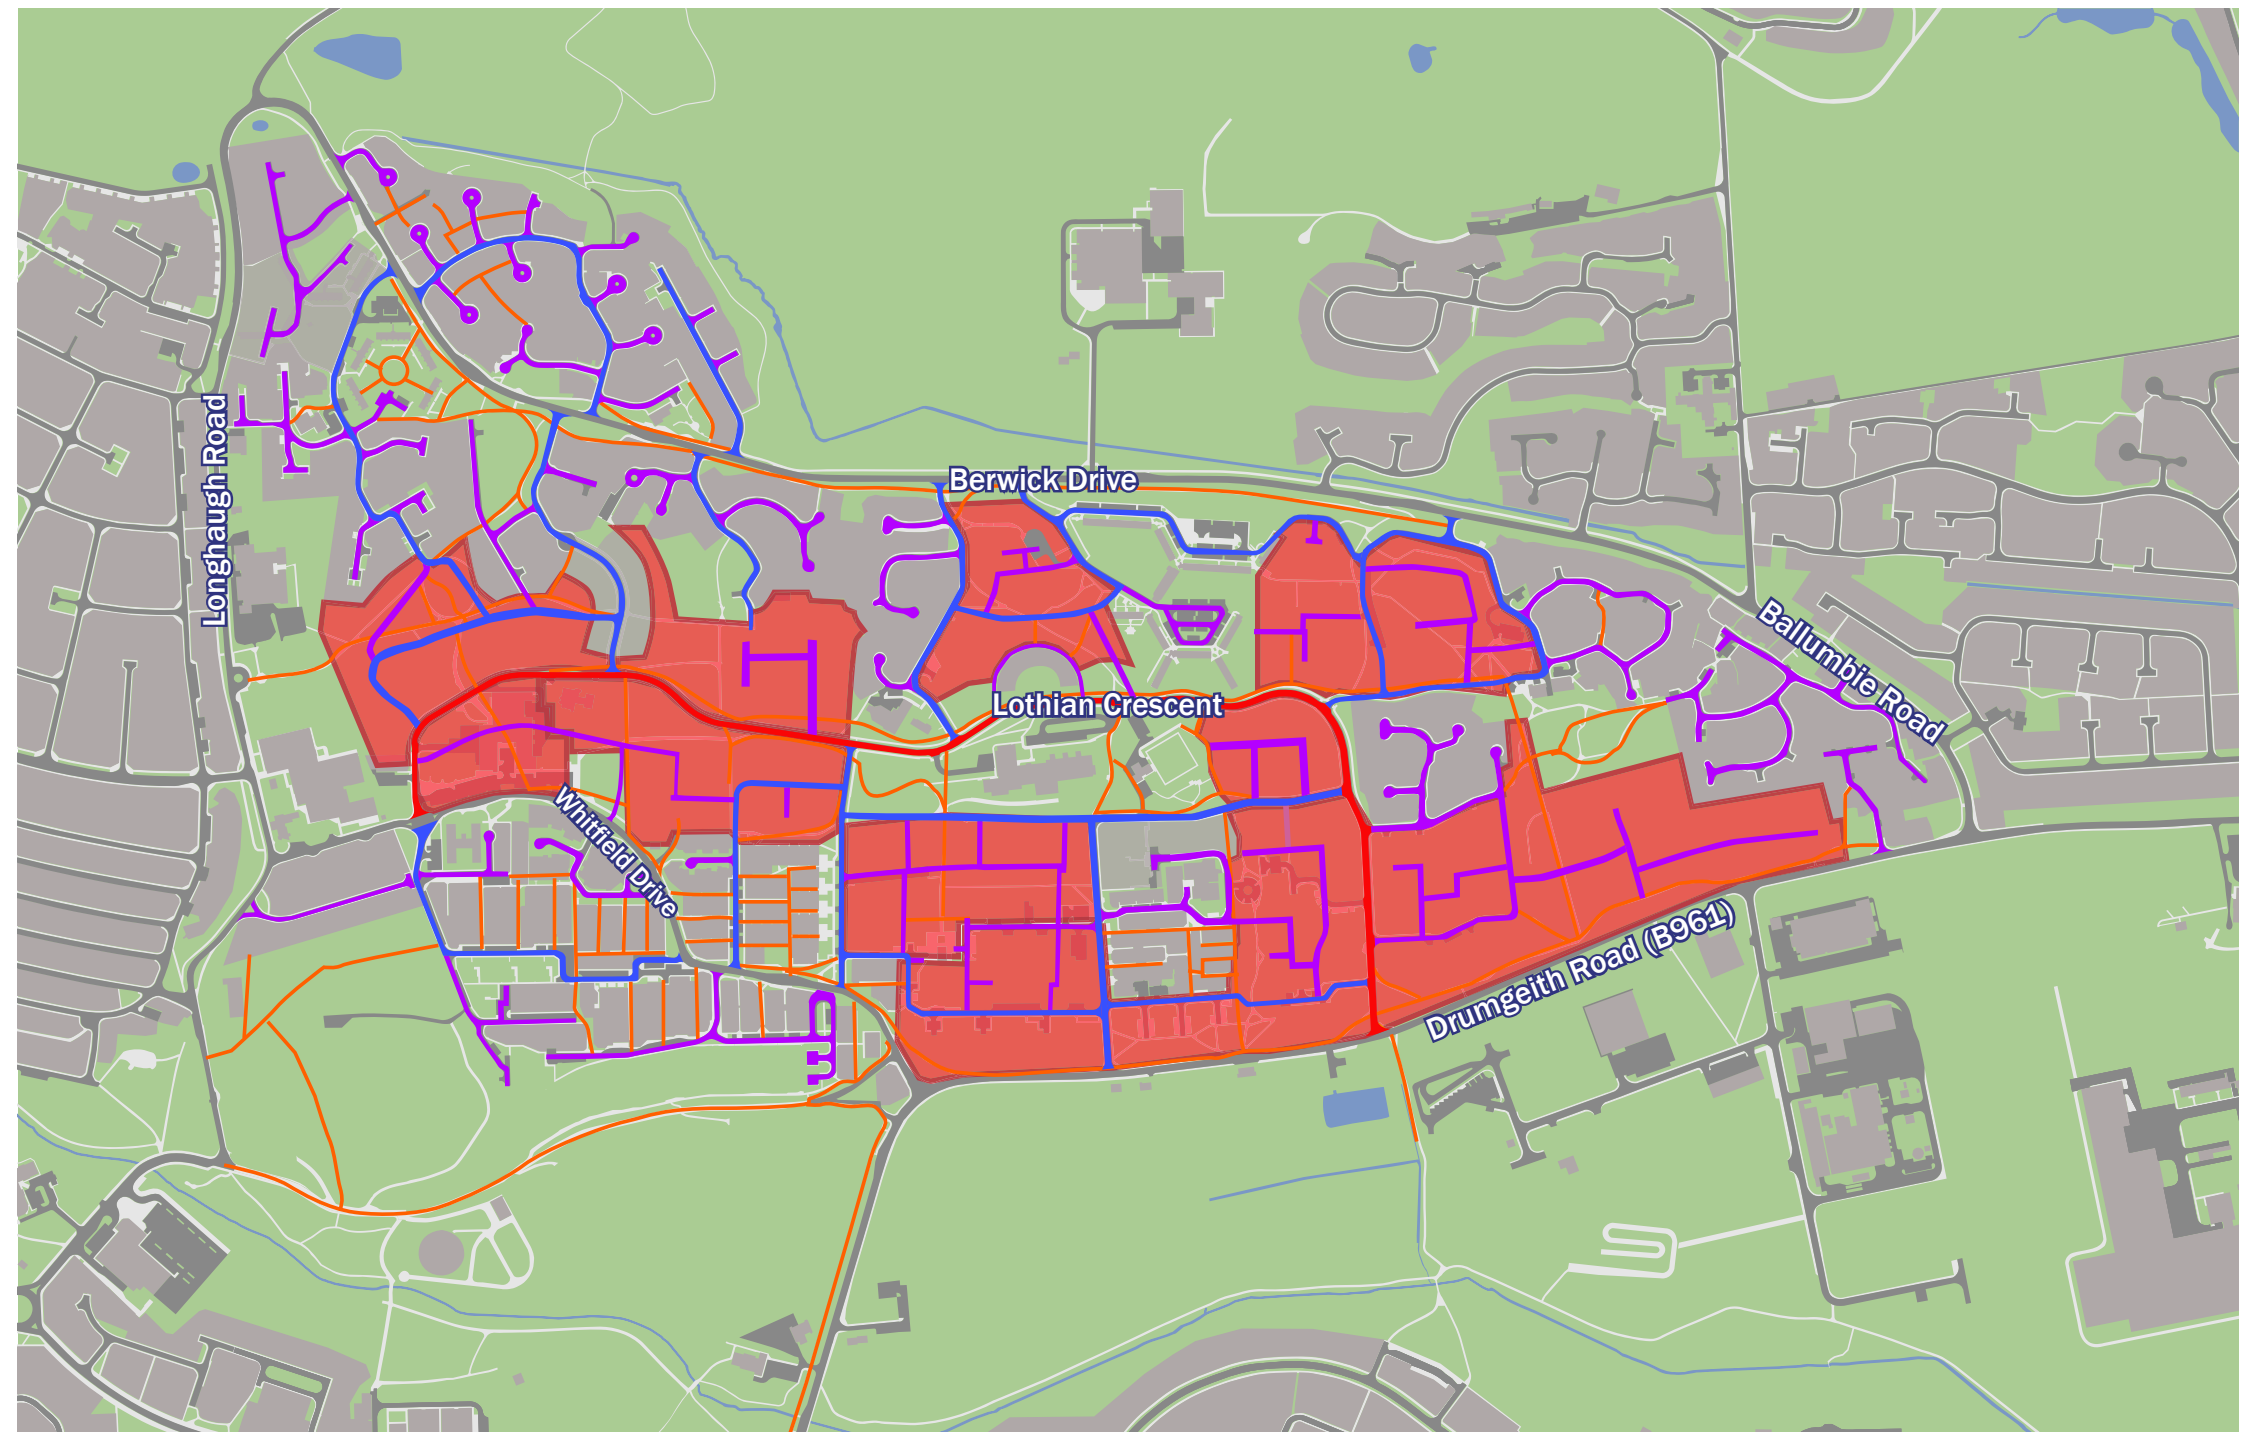 Longhaugh Road
Berwick Drive
Lothian Crescent
Ballumbie Road
Whitfield Drive
Drumgeith Road (B961)